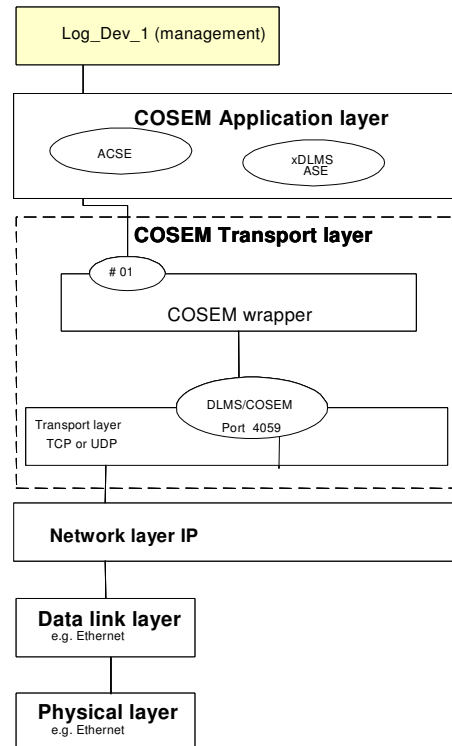 Log_Dev_1 (management)
COSEM Application layer
ACSE
xDLMS
ASE
COSEM Transport layer
# 01
COSEM wrapper
DLMS/COSEM
Port 4059
Transport layer
TCP or UDP
Network layer IP
Data link layer
e.g. Ethernet
Physical layer
e.g. Ethernet